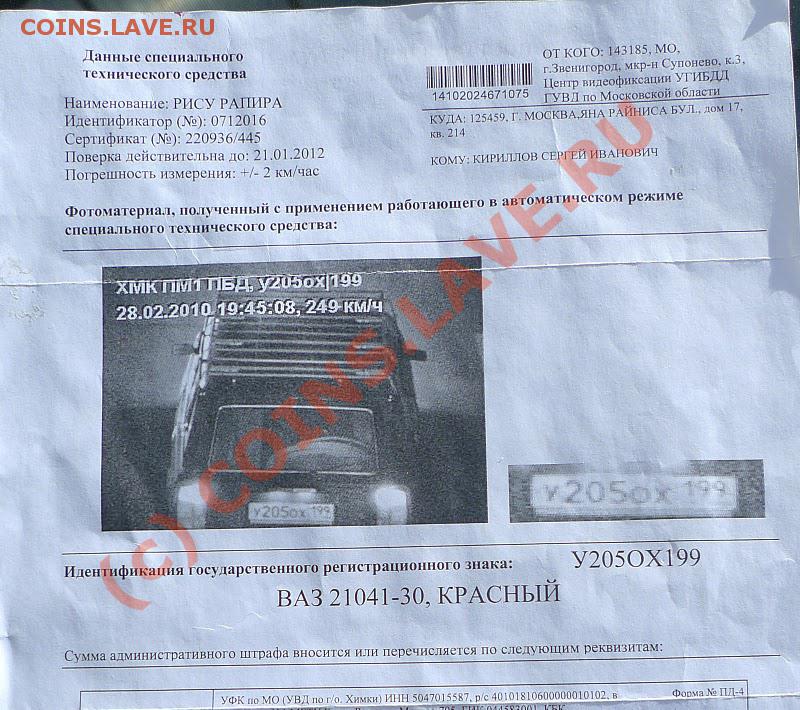 COINS.LAVE.RU
Данные специального
технического средства
Наименование: РИСУ РАПИРА
Идентификатор (№): 0712016
Сертификат (№): 220936/445
Поверка действительна до: 21.01.2012
Погрешность измерения: +/- 2 км/час
14102024671075
ОТ КОГО: 143185, МО,
г.Звенигород, мкр-н Супонево, к.3,
Центр видеофиксации УГИБДД
ГУВД по Московской области
КУДА: 125459, Г. МОСКВА,ЯНА РАЙНИСА БУЛ., дом 17,
кв. 214
КОМУ: КИРИЛЛОВ СЕРГЕЙ ИВАНОВИЧ
Фотоматериал, полученный с применением работающего в автоматическом режиме
специального технического средства:
ХМК ПМ1 ПБД, у205ох|199
28.02.2010 19:45:08, 249 км/ч
У205ОХ 199
У205ОХ 199
(c) COINS.LAVE.RU
Идентификация государственного регистрационного знака: У205ОХ199
ВАЗ 21041-30, КРАСНЫЙ
Сумма административного штрафа вносится или перечисляется по следующим реквизитам:
УФК по МО (УВД по г/о. Химки) ИНН 5047015587, р/с 40101810600000010102, в
Форма № ПД-4